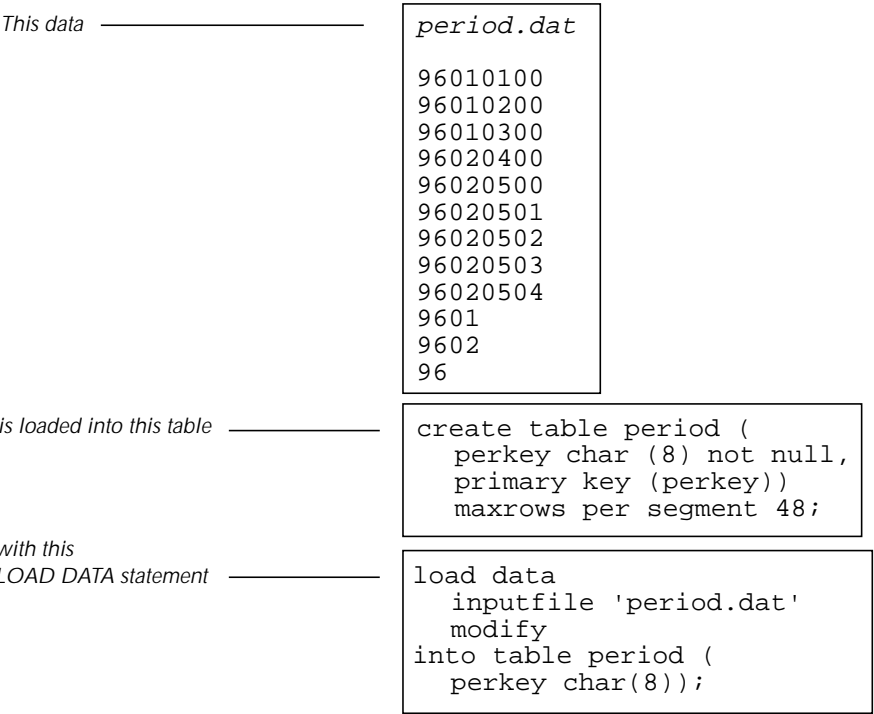 This data
period.dat
96010100
96010200
96010300
96020400
96020500
96020501
96020502
96020503
96020504
9601
9602
96
is loaded into this table
create table period (
perkey char (8) not null,
primary key (perkey))
maxrows per segment 48;
with this
LOAD DATA statement
load data
inputfile 'period.dat'
modify
into table period (
perkey char(8));